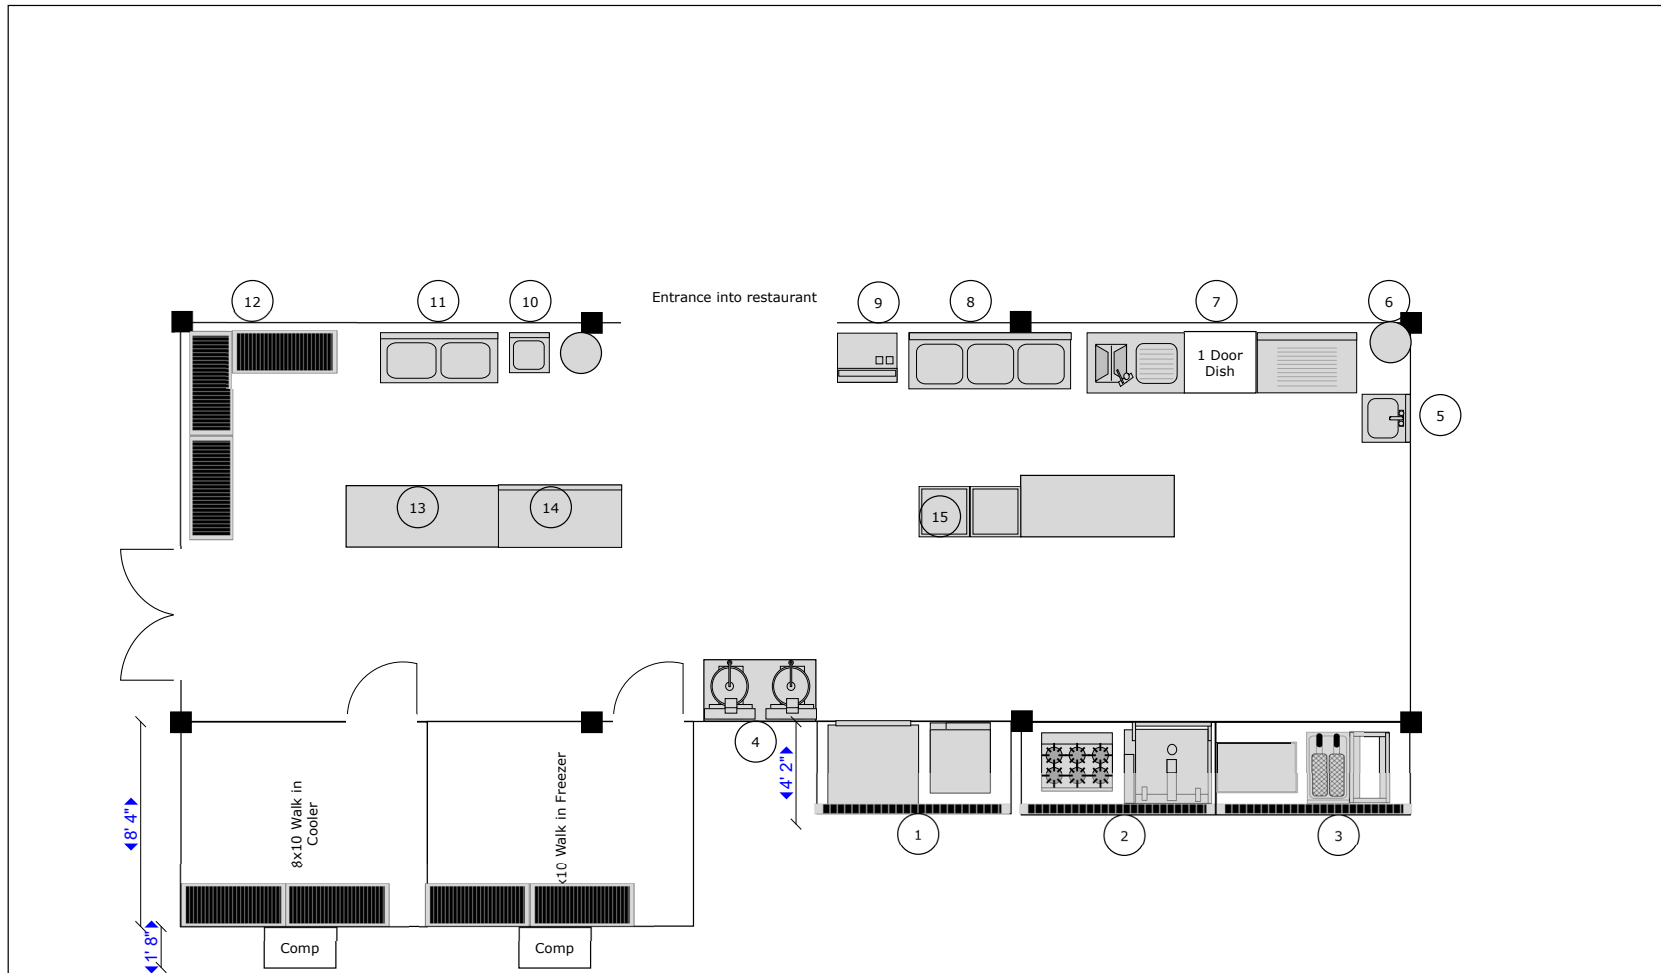 Entrance into restaurant
12
11
10
9
8
7
6
1 Door
Dish
5
13
14
15
4
8' 4"
1' 8"
4' 2"
8x10 Walk in
Cooler
x10 Walk in Freezer
1
2
3
Comp
Comp